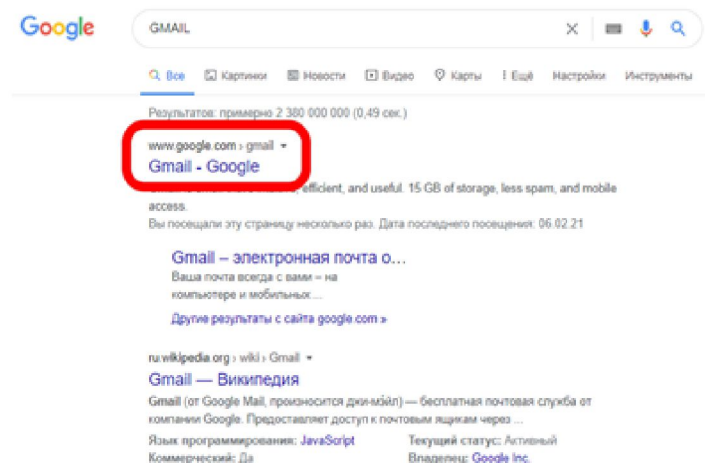 Google
GMAIL
Все Картинки Новости Видео Карты Ещё Настройки Инструменты
Результатов: примерно 2 380 000 000 (0,49 сек.)
www.google.com › gmail
Gmail - Google
efficient, and useful. 15 GB of storage, less spam, and mobile
access.
Вы посещали эту страницу несколько раз. Дата последнего посещения: 06.02.21
Gmail – электронная почта о...
Ваша почта всегда с вами – на
компьютере и мобильных ...
Другие результаты с сайта google.com »
ru.wikipedia.org › wiki › Gmail
Gmail — Википедия
Gmail (от Google Mail, произносится джи-мэйл) — бесплатная почтовая служба от
компании Google. Предоставляет доступ к почтовым ящикам через ...
Язык программирования: JavaScript Текущий статус: Активный
Коммерческий: Да Владелец: Google Inc.